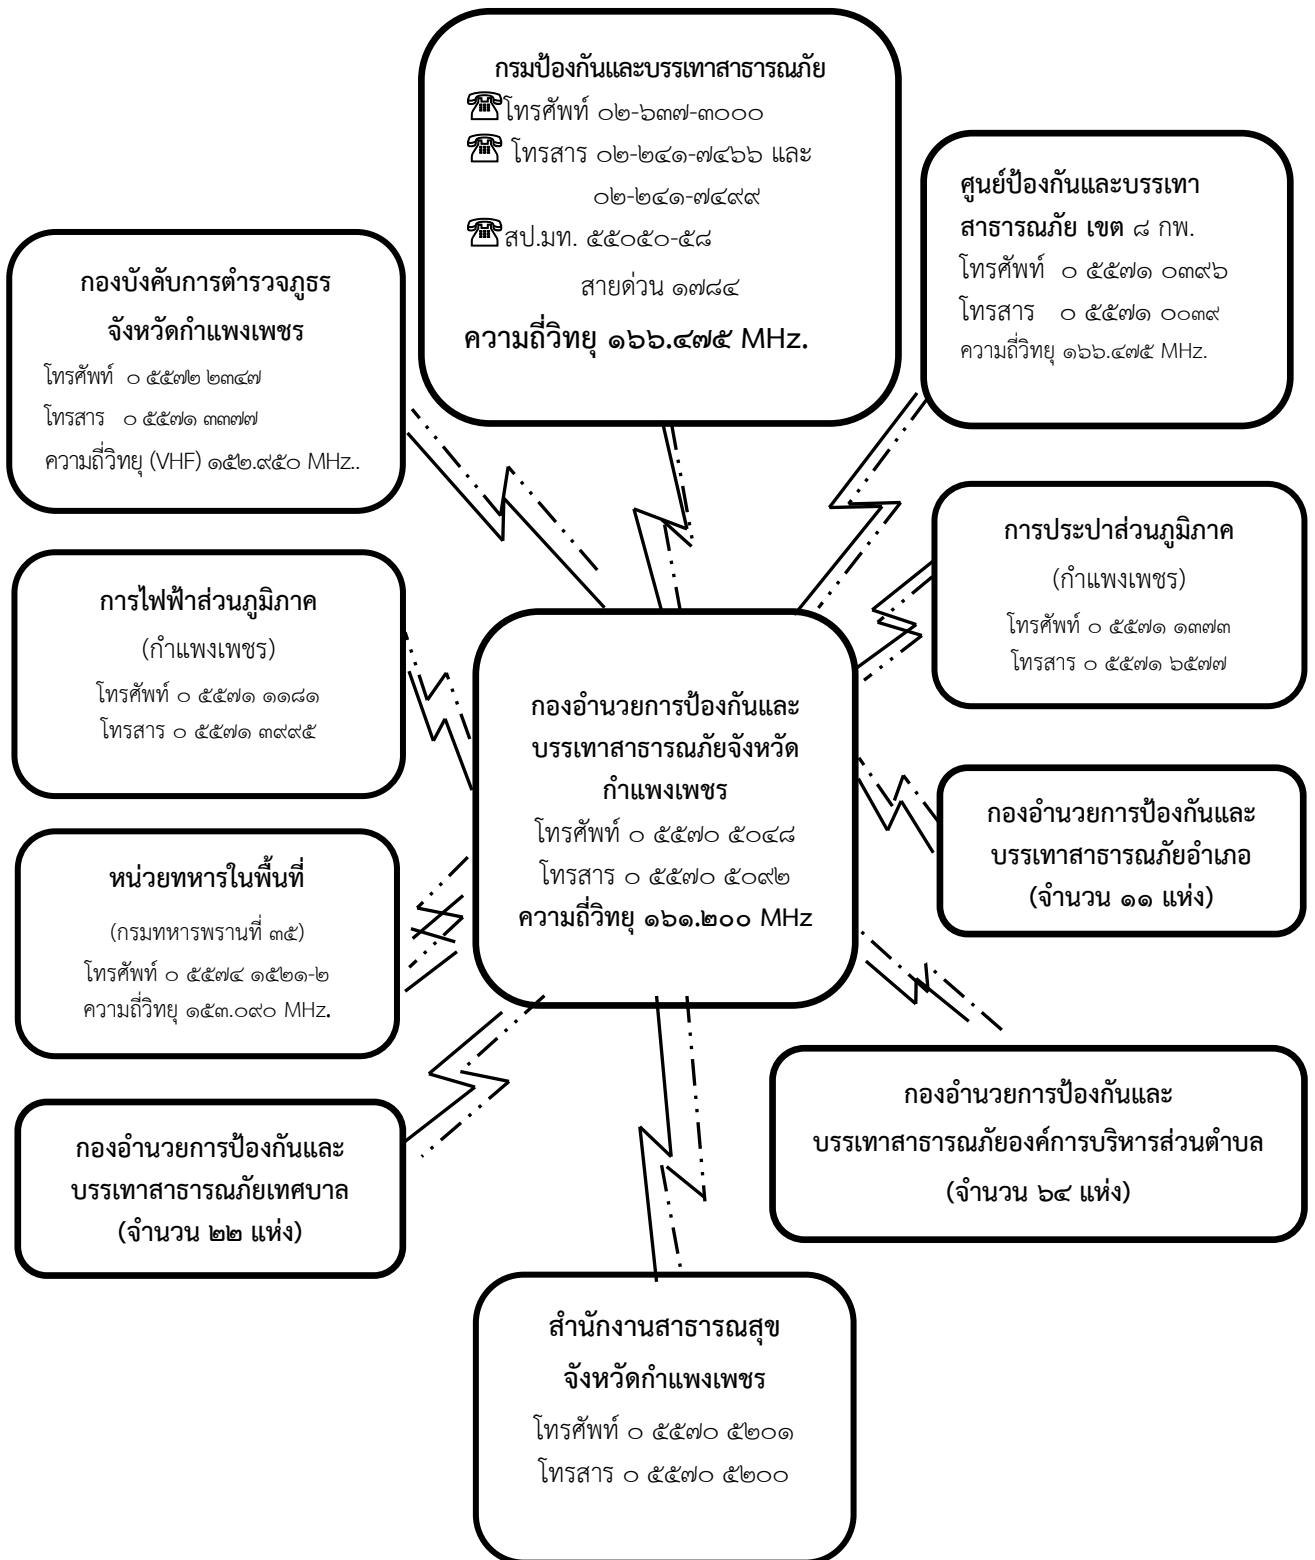 กรมป้องกันและบรรเทาสาธารณภัย
โทรศัพท์ ๐๒-๖๓๗-๓๐๐๐
โทรสาร ๐๒-๒๔๑-๗๔๖๖ และ
๐๒-๒๔๑-๗๔๙๙
สป.มท. ๕๕๐๕๐-๕๘
สายด่วน ๑๗๘๔
ความถี่วิทยุ ๑๖๖.๔๗๕ MHz.
ศูนย์ป้องกันและบรรเทา
สาธารณภัย เขต ๘ กพ.
โทรศัพท์ ๐ ๕๕๗๑ ๐๓๙๖
โทรสาร ๐ ๕๕๗๑ ๐๐๓๙
ความถี่วิทยุ ๑๖๖.๔๗๕ MHz.
กองบังคับการตำรวจภูธร
จังหวัดกำแพงเพชร
โทรศัพท์ ๐ ๕๕๗๒ ๒๓๔๗
โทรสาร ๐ ๕๕๗๑ ๓๓๗๗
ความถี่วิทยุ (VHF) ๑๕๒.๙๕๐ MHz..
การประปาส่วนภูมิภาค
(กำแพงเพชร)
โทรศัพท์ ๐ ๕๕๗๑ ๑๓๗๓
โทรสาร ๐ ๕๕๗๑ ๖๕๗๗
การไฟฟ้าส่วนภูมิภาค
(กำแพงเพชร)
โทรศัพท์ ๐ ๕๕๗๑ ๑๑๘๑
โทรสาร ๐ ๕๕๗๑ ๓๙๙๕
กองอำนวยการป้องกันและ
บรรเทาสาธารณภัยจังหวัด
กำแพงเพชร
โทรศัพท์ ๐ ๕๕๗๐ ๕๐๔๘
โทรสาร ๐ ๕๕๗๐ ๕๐๙๒
ความถี่วิทยุ ๑๖๑.๒๐๐ MHz
กองอำนวยการป้องกันและ
บรรเทาสาธารณภัยอำเภอ
(จำนวน ๑๑ แห่ง)
หน่วยทหารในพื้นที่
(กรมทหารพรานที่ ๓๕)
โทรศัพท์ ๐ ๕๕๗๔ ๑๕๒๑-๒
ความถี่วิทยุ ๑๕๓.๐๙๐ MHz.
กองอำนวยการป้องกันและ
บรรเทาสาธารณภัยองค์การบริหารส่วนตำบล
(จำนวน ๖๔ แห่ง)
กองอำนวยการป้องกันและ
บรรเทาสาธารณภัยเทศบาล
(จำนวน ๒๒ แห่ง)
สำนักงานสาธารณสุข
จังหวัดกำแพงเพชร
โทรศัพท์ ๐ ๕๕๗๐ ๕๒๐๑
โทรสาร ๐ ๕๕๗๐ ๕๒๐๐